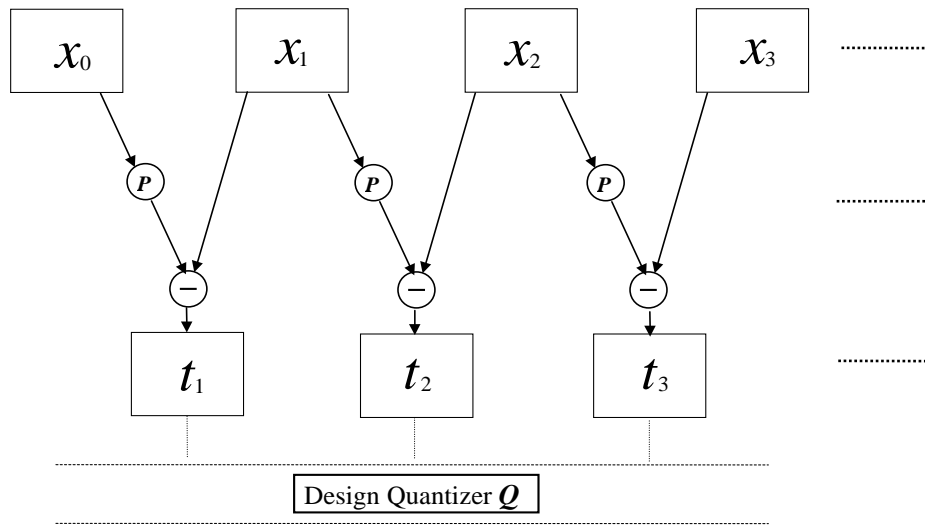 x0 x1 x2 x3
P P P
− − −
t1 t2 t3
Design Quantizer Q